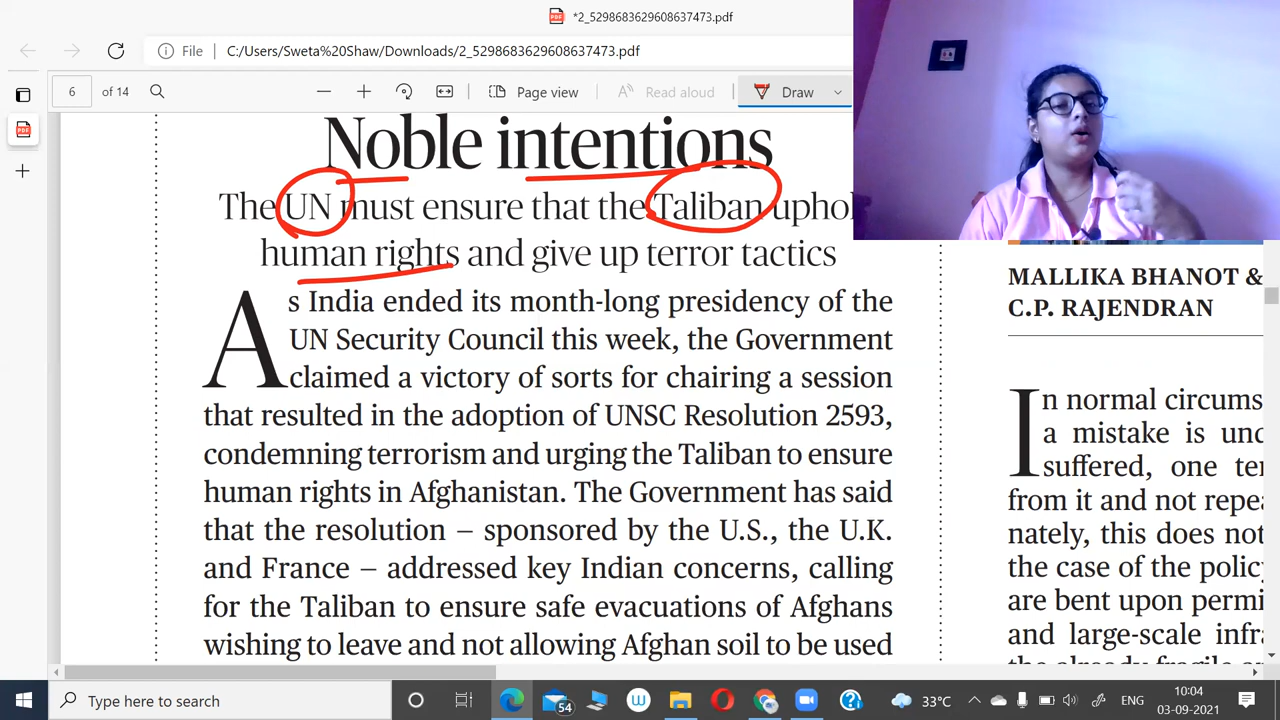 *2_5298683629608637473.pdf
File C:/Users/Sweta%20Shaw/Downloads/2_5298683629608637473.pdf
6 of 14 Page view Read aloud Draw
Noble intentions
The UN must ensure that the Taliban
human rights and give up terror tactics
As India ended its month-long presidency of the
UN Security Council this week, the Government
claimed a victory of sorts for chairing a session
that resulted in the adoption of UNSC Resolution 2593,
condemning terrorism and urging the Taliban to ensure
human rights in Afghanistan. The Government has said
that the resolution – sponsored by the U.S., the U.K.
and France – addressed key Indian concerns, calling
for the Taliban to ensure safe evacuations of Afghans
wishing to leave and not allowing Afghan soil to be used
MALLIKA BHANOT &
C.P. RAJENDRAN
In normal circums
a mistake is und
suffered, one ter
from it and not repea
nately, this does not
the case of the policy
are bent upon permi
and large-scale infra
Type here to search
54
33°C
ENG
10:04
03-09-2021